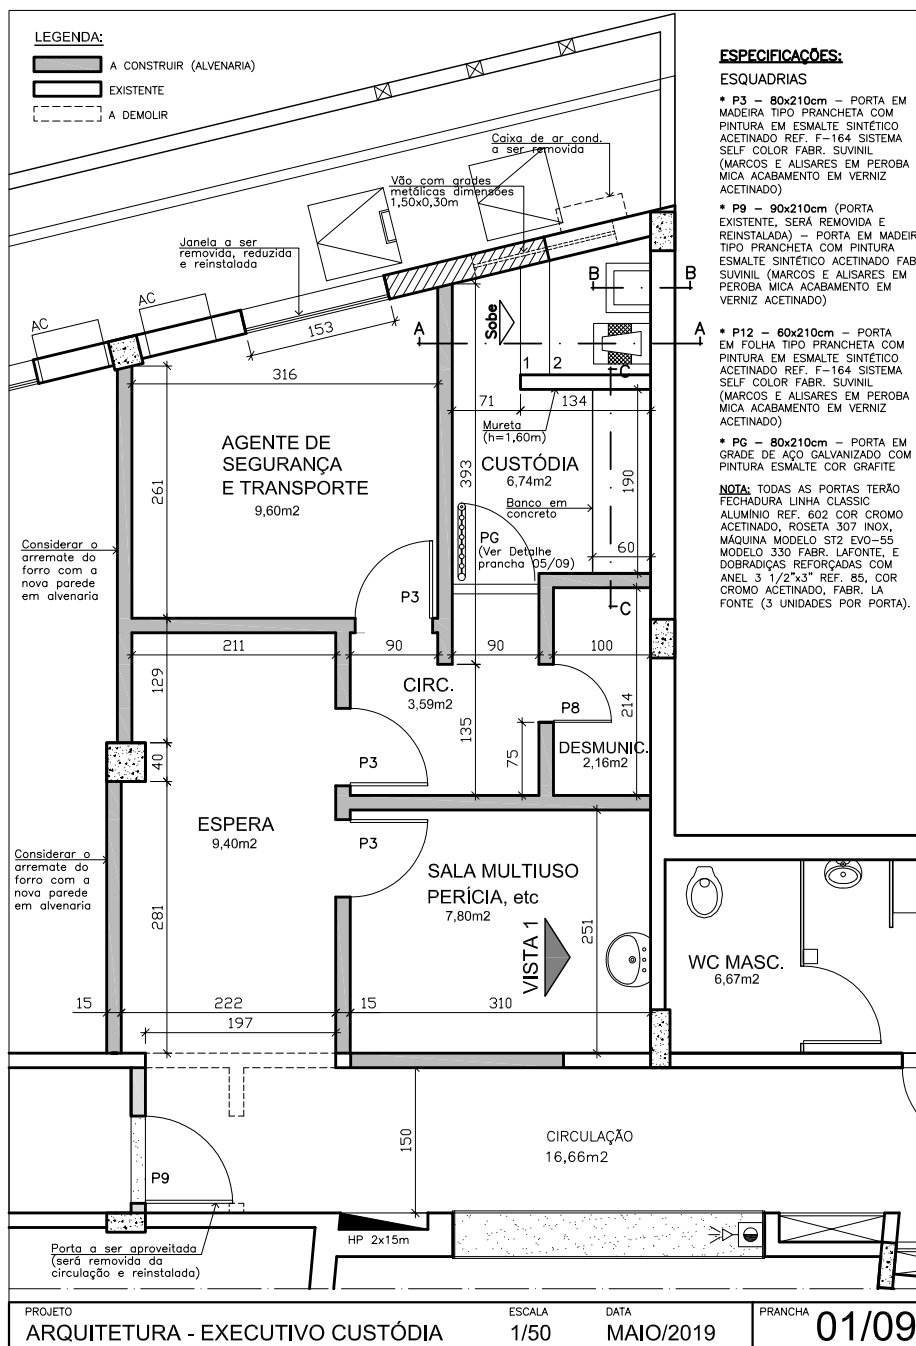 LEGENDA:
A CONSTRUIR (ALVENARIA)
EXISTENTE
A DEMOLIR
ESPECIFICAÇÕES:
ESQUADRIAS
* P3 - 80x210cm - PORTA EM
MADEIRA TIPO PRANCHETA COM
PINTURA EM ESMALTE SINTÉTICO
ACETINADO REF. F-164 SISTEMA
SELF COLOR FABR. SUVINIL
(MARCOS E ALISARES EM PEROBA
MICA ACABAMENTO EM VERNIZ
ACETINADO)
* P9 - 90x210cm (PORTA
EXISTENTE, SERÁ REMOVIDA E
REINSTALADA) - PORTA EM MADEIR
TIPO PRANCHETA COM PINTURA
ESMALTE SINTÉTICO ACETINADO FAB
SUVINIL (MARCOS E ALISARES EM
PEROBA MICA ACABAMENTO EM
VERNIZ ACETINADO)
* P12 - 60x210cm - PORTA
EM FOLHA TIPO PRANCHETA COM
PINTURA EM ESMALTE SINTÉTICO
ACETINADO REF. F-164 SISTEMA
SELF COLOR FABR. SUVINIL
(MARCOS E ALISARES EM PEROBA
MICA ACABAMENTO EM VERNIZ
ACETINADO)
* PG - 80x210cm - PORTA EM
GRADE DE AÇO GALVANIZADO COM
PINTURA ESMALTE COR GRAFITE
NOTA: TODAS AS PORTAS TERÃO
FECHADURA LINHA CLASSIC
ALUMÍNIO REF. 602 COR CROMO
ACETINADO, ROSETA 307 INOX,
MÁQUINA MODELO ST2 EVO-55
MODELO 330 FABR. LAFONTE, E
DOBRADIÇAS REFORÇADAS COM
ANEL 3 1/2"x3" REF. 85, COR
CROMO ACETINADO, FABR. LA
FONTE (3 UNIDADES POR PORTA).
Caixa de ar cond.
a ser removida
Vão com grades
metálicas dimensões
1,50x0,30m
Janela a ser
removida, reduzida
e reinstalada
AC
AC
153
B
B
A
A
Sobe
1
2
C
316
71
134
Mureta
(h=1,60m)
AGENTE DE
SEGURANÇA
E TRANSPORTE
9,60m2
261
393
CUSTÓDIA
6,74m2
190
Banco em
concreto
PG
(Ver Detalhe
prancha 05/09)
60
C
Considerar o
arremate do
forro com a
nova parede
em alvenaria
P3
211
90
90
100
129
CIRC.
3,59m2
P8
214
135
75
DESMUNIC.
2,16m2
40
P3
ESPERA
9,40m2
P3
Considerar o
arremate do
forro com a
nova parede
em alvenaria
SALA MULTIUSO
PERÍCIA, etc
7,80m2
281
VISTA 1
251
WC MASC.
6,67m2
15
222
15
310
197
150
CIRCULAÇÃO
16,66m2
P9
HP 2x15m
Porta a ser aproveitada
(será removida da
circulação e reinstalada)
PROJETO
ARQUITETURA - EXECUTIVO CUSTÓDIA
ESCALA
1/50
DATA
MAIO/2019
PRANCHA
01/09